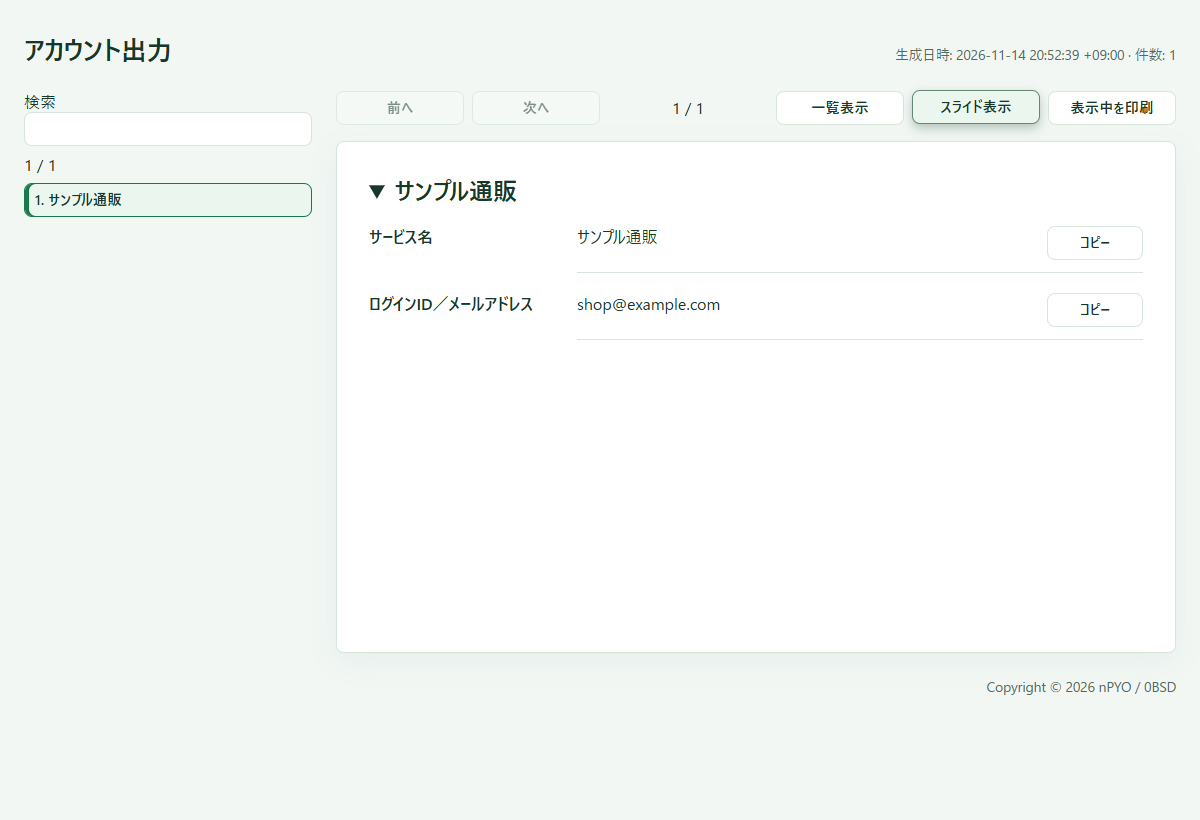 アカウント出力
生成日時: 2026-11-14 20:52:39 +09:00 · 件数: 1
検索
1 / 1
1. サンプル通販
前へ
次へ
1 / 1
一覧表示
スライド表示
表示中を印刷
▼ サンプル通販
サービス名
サンプル通販
コピー
ログインID／メールアドレス
shop@example.com
コピー
Copyright © 2026 nPYO / 0BSD